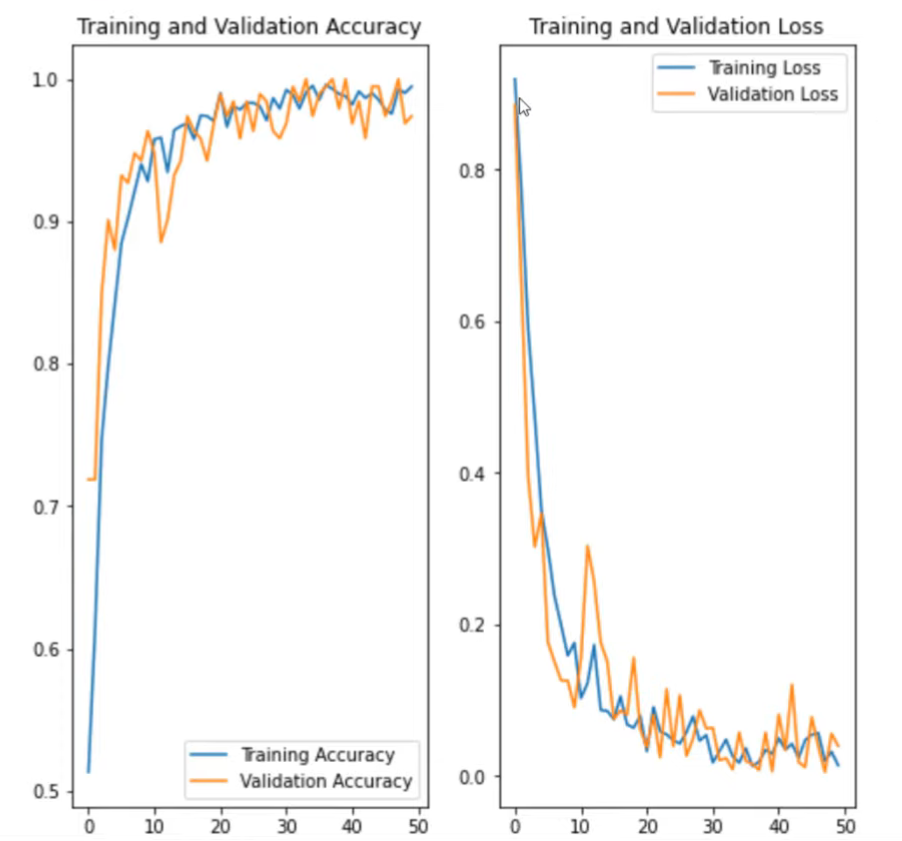 Training and Validation Accuracy
1.0
0.9
0.8
0.7
0.6
0.5
0 10 20 30 40 50
Training Accuracy
Validation Accuracy
Training and Validation Loss
Training Loss
Validation Loss
0.8
0.6
0.4
0.2
0.0
0 10 20 30 40 50